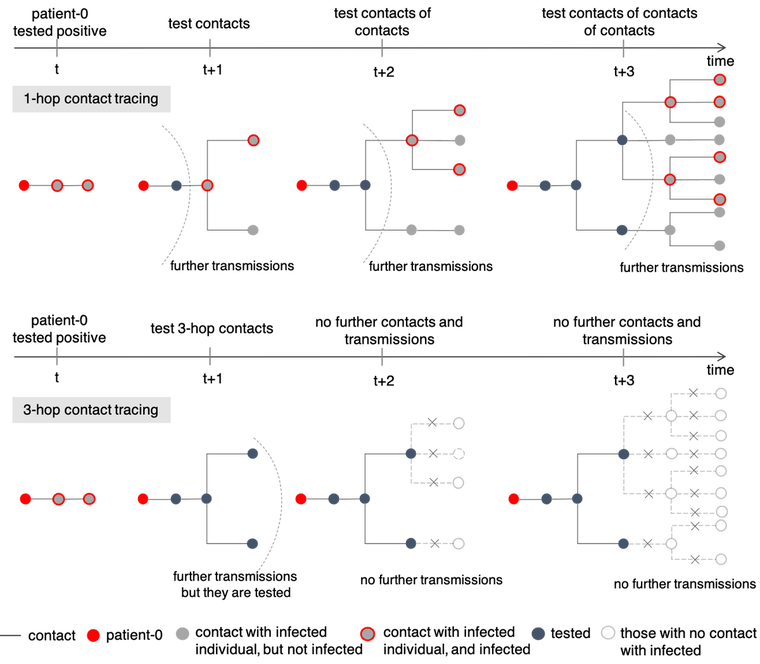 patient-0
tested positive
test contacts
test contacts of
contacts
test contacts of contacts
of contacts
time
t
t+1
t+2
t+3
1-hop contact tracing
further transmissions
further transmissions
further transmissions
patient-0
tested positive
test 3-hop contacts
no further contacts and
transmissions
no further contacts and
transmissions
time
t
t+1
t+2
t+3
3-hop contact tracing
further transmissions
but they are tested
no further transmissions
no further transmissions
contact
patient-0
contact with infected
individual, but not infected
contact with infected
individual, and infected
tested
those with no contact
with infected